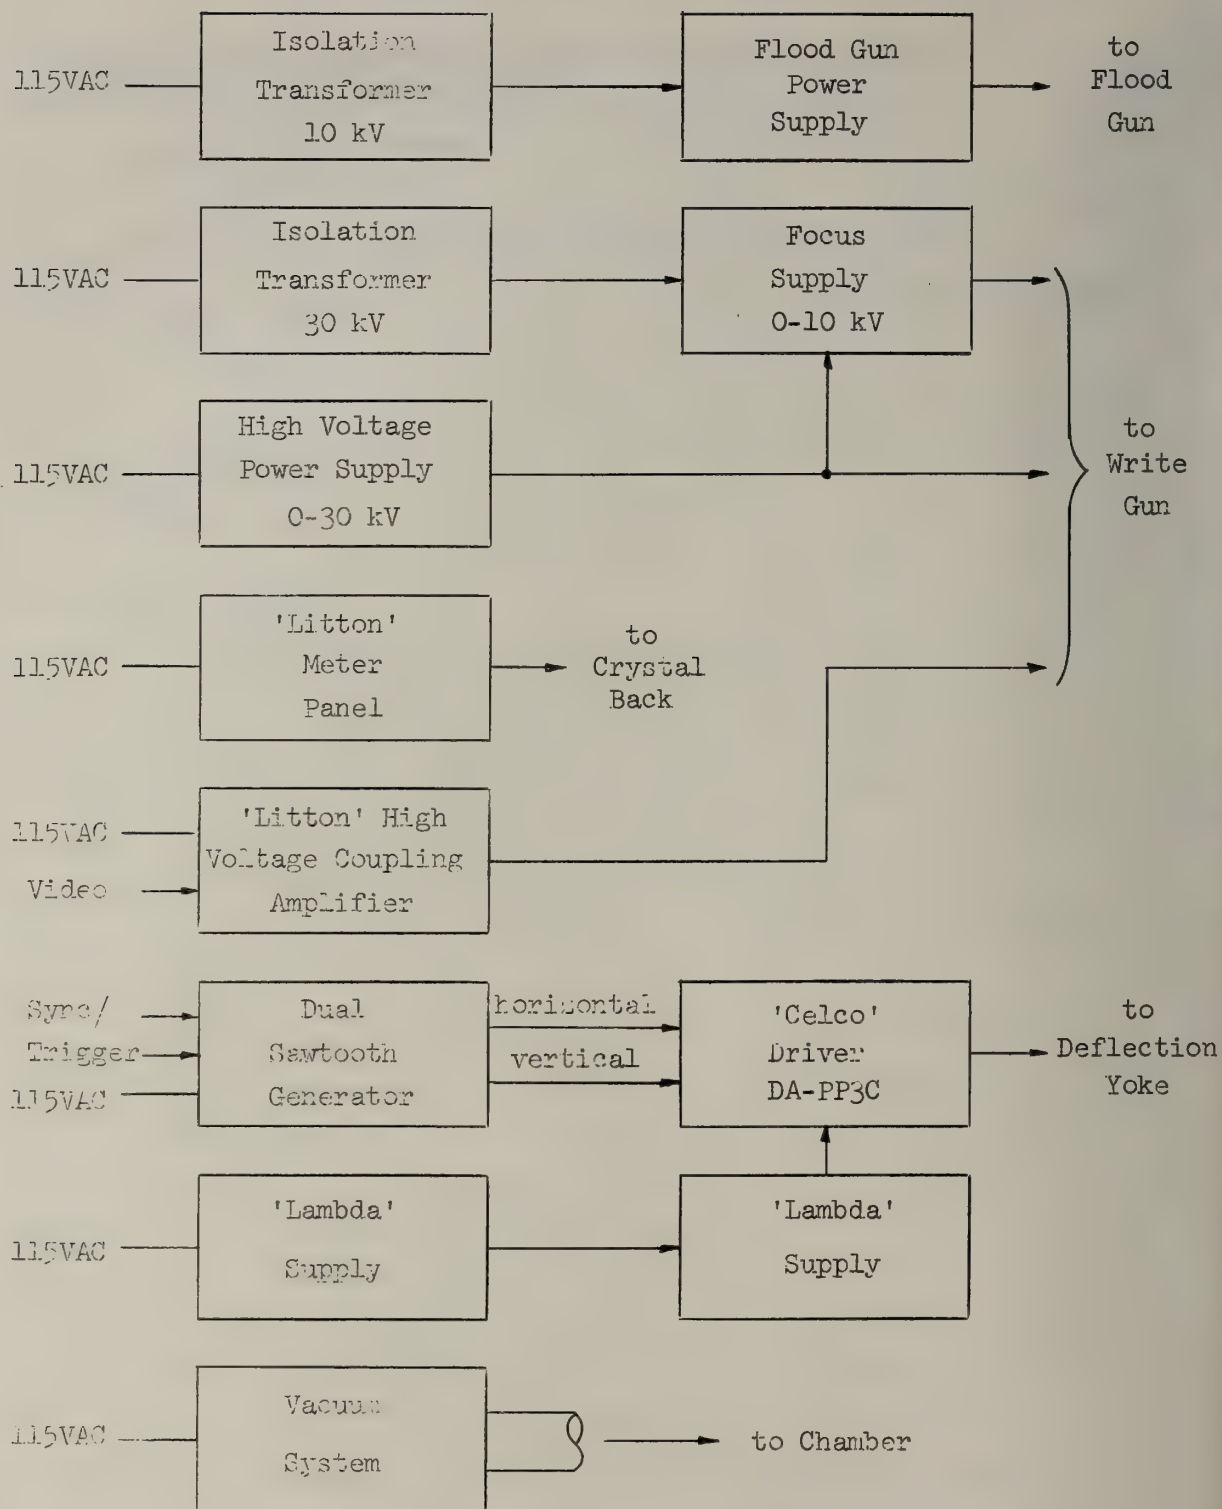 115VAC
Isolation
Transformer
10 kV
Flood Gun
Power
Supply
to
Flood
Gun
115VAC
Isolation
Transformer
30 kV
Focus
Supply
0-10 kV
115VAC
High Voltage
Power Supply
0-30 kV
to
Write
Gun
115VAC
'Litton'
Meter
Panel
to
Crystal
Back
115VAC
Video
'Litton' High
Voltage Coupling
Amplifier
Sync/
Trigger
115VAC
Dual
Sawtooth
Generator
horizontal
vertical
'Celco'
Driver
DA-PP3C
to
Deflection
Yoke
115VAC
'Lambda'
Supply
'Lambda'
Supply
115VAC
Vacuum
System
to Chamber